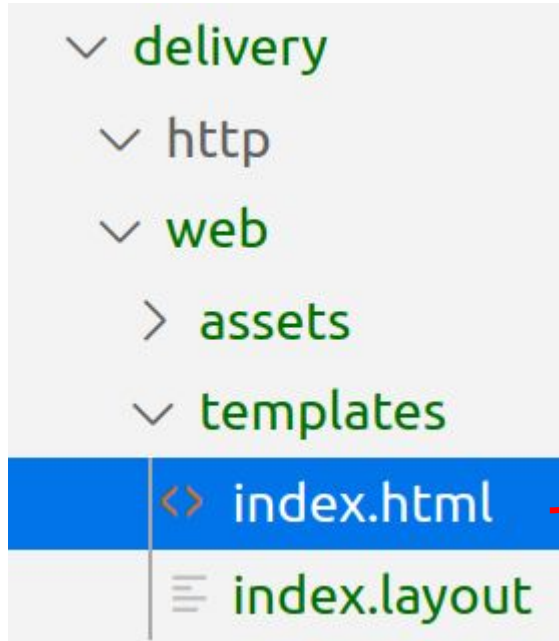 delivery
http
web
assets
templates
index.html
index.layout